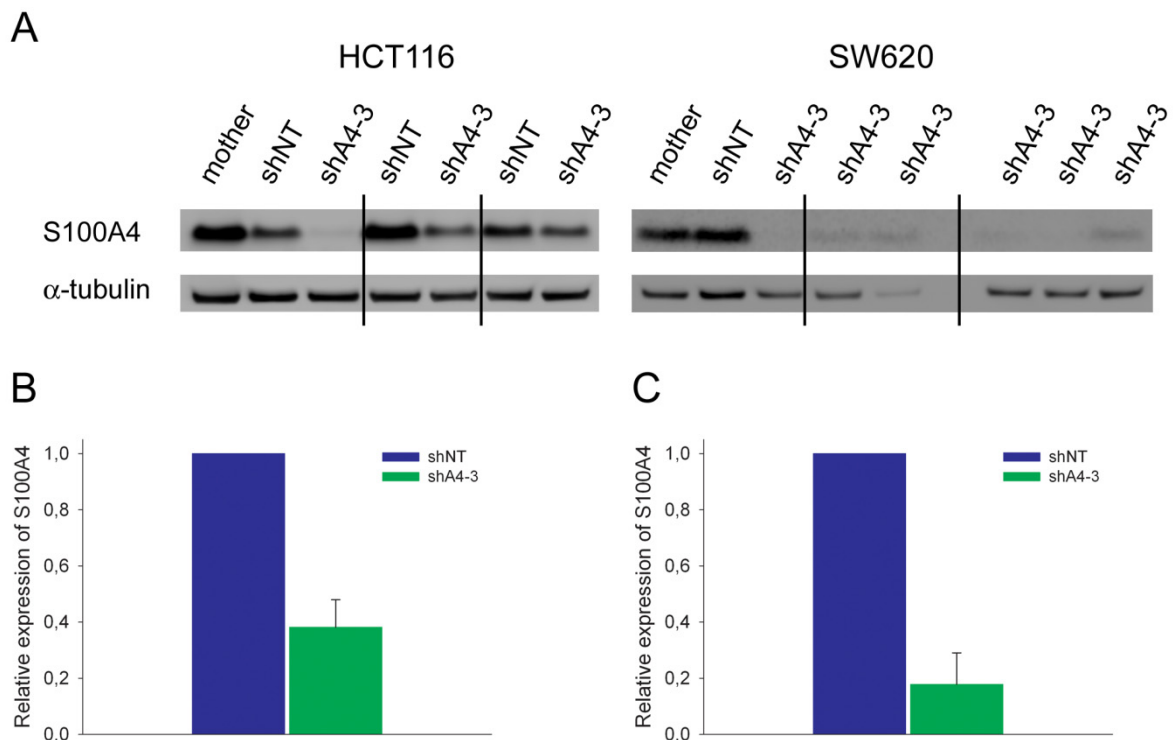 A
HCT116 SW620
mother shNT shA4-3 shNT shA4-3 shNT shA4-3 mother shNT shA4-3 shA4-3 shA4-3 shA4-3 shA4-3 shA4-3
S100A4
α-tubulin
B
Relative expression of S100A4
1,0
0,8
0,6
0,4
0,2
0,0
shNT
shA4-3
C
Relative expression of S100A4
1,0
0,8
0,6
0,4
0,2
0,0
shNT
shA4-3